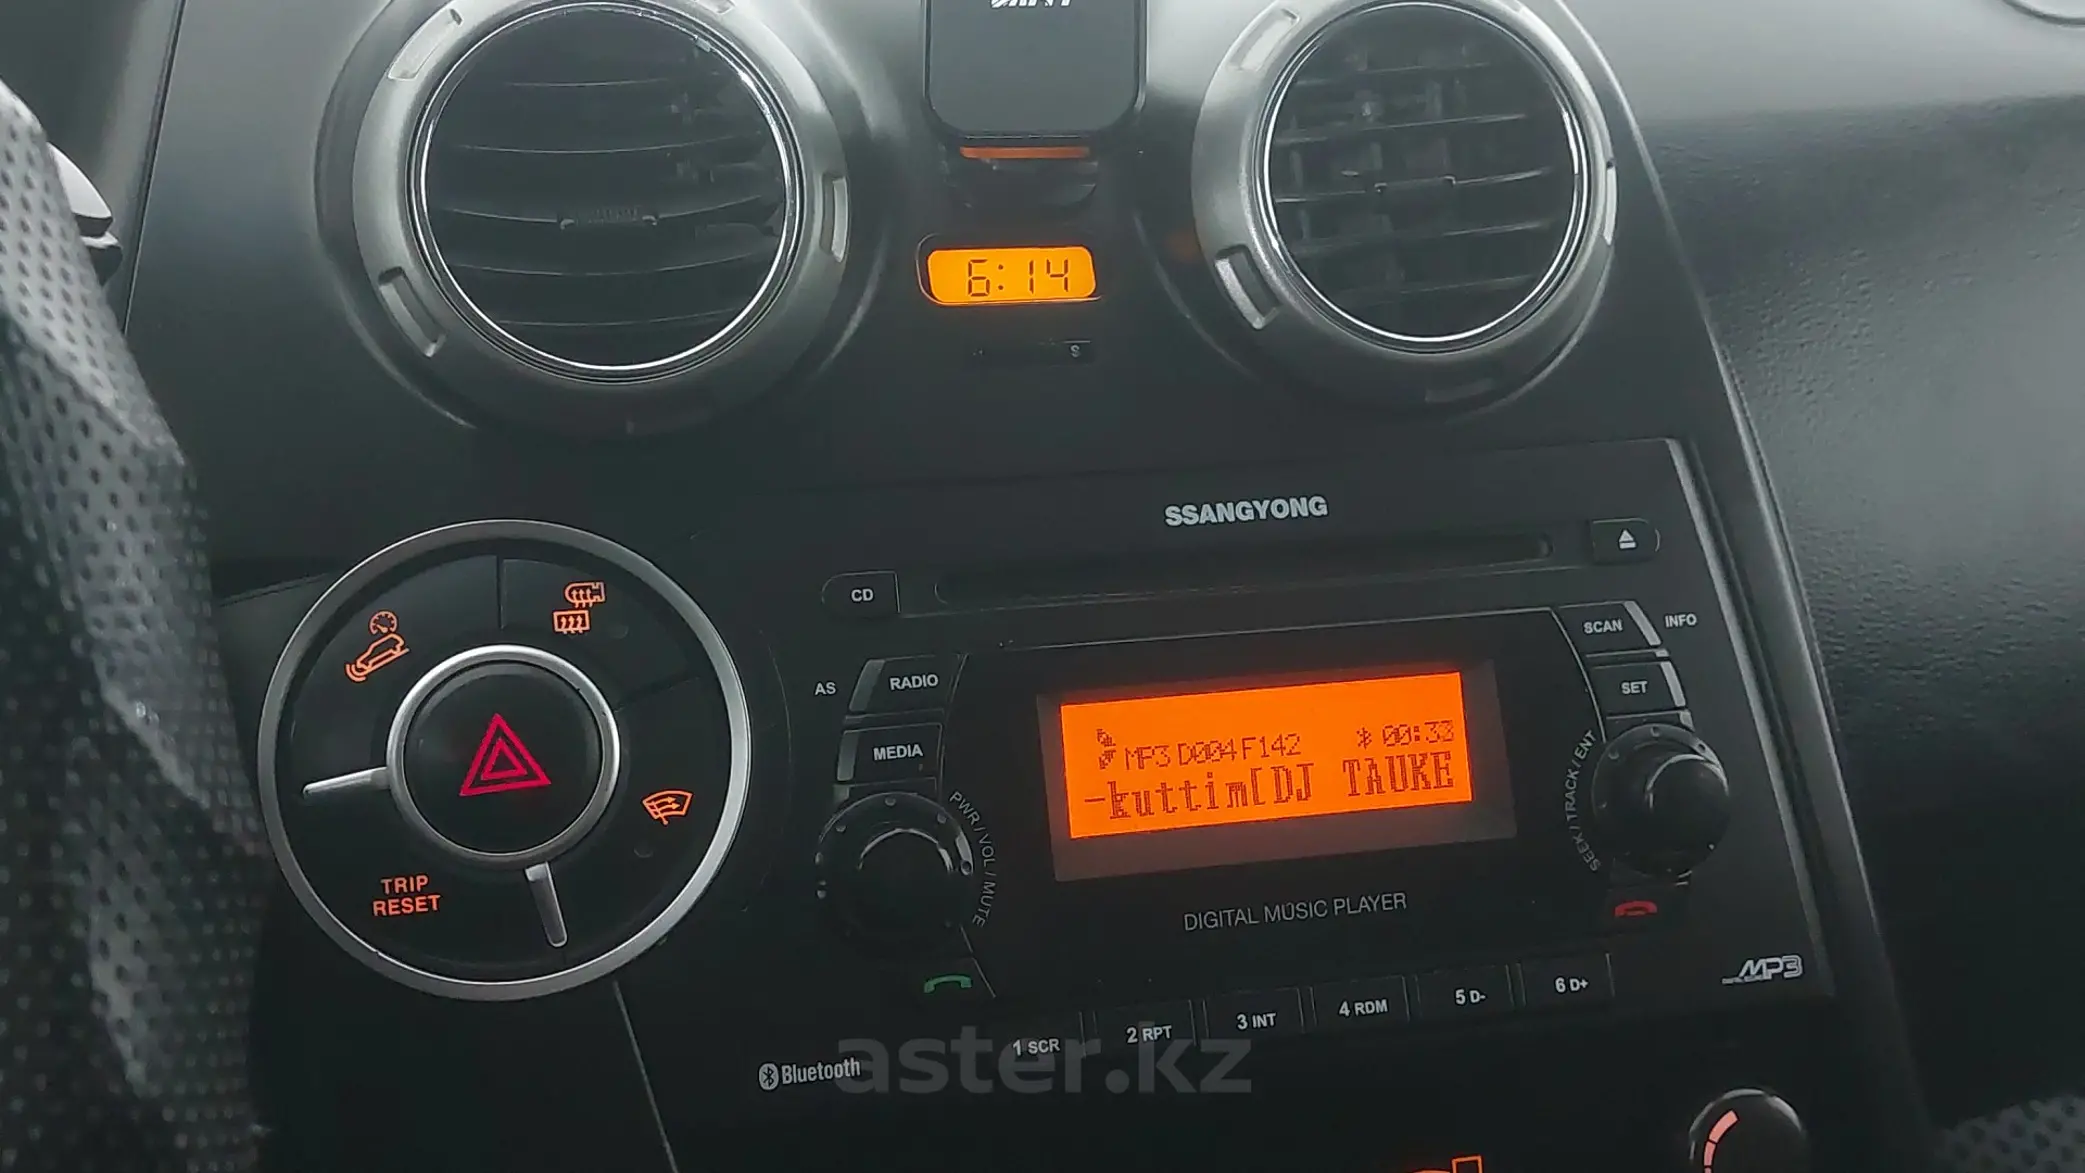 6:14
S
SSANGYONG
CD
SCAN
INFO
AS
RADIO
SET
MEDIA
MP3 D004 F142 00:33
-kuttim[DJ TAUKE
PWR / VOL / MUTE
SEEK / TRACK / ENT
TRIP
RESET
DIGITAL MUSIC PLAYER
MP3
1 SCR
2 RPT
3 INT
4 RDM
5 D-
6 D+
Bluetooth
aster.kz